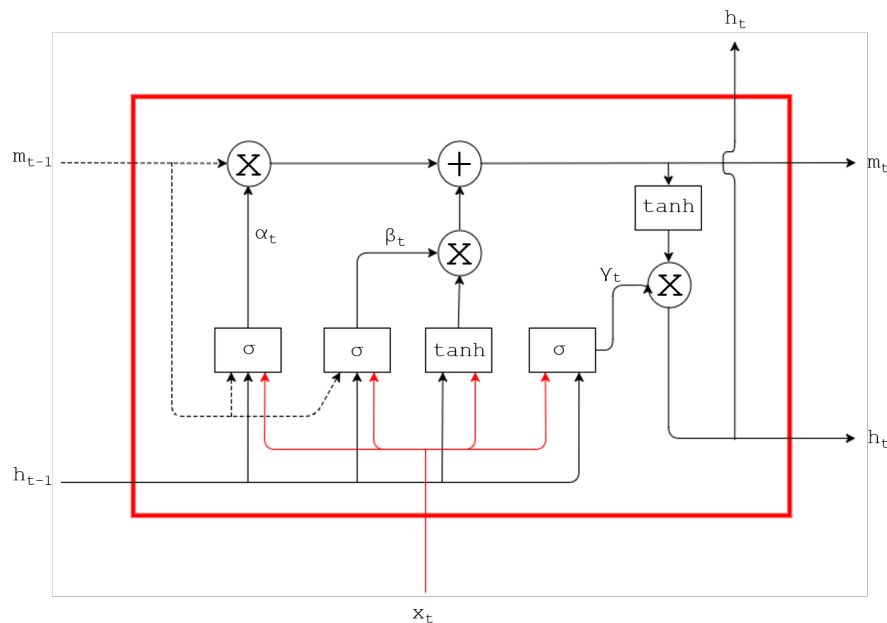 h_t
m_{t-1}
X
+
m_t
tanh
α_t
β_t
X
γ_t
X
σ
σ
tanh
σ
h_t
h_{t-1}
x_t